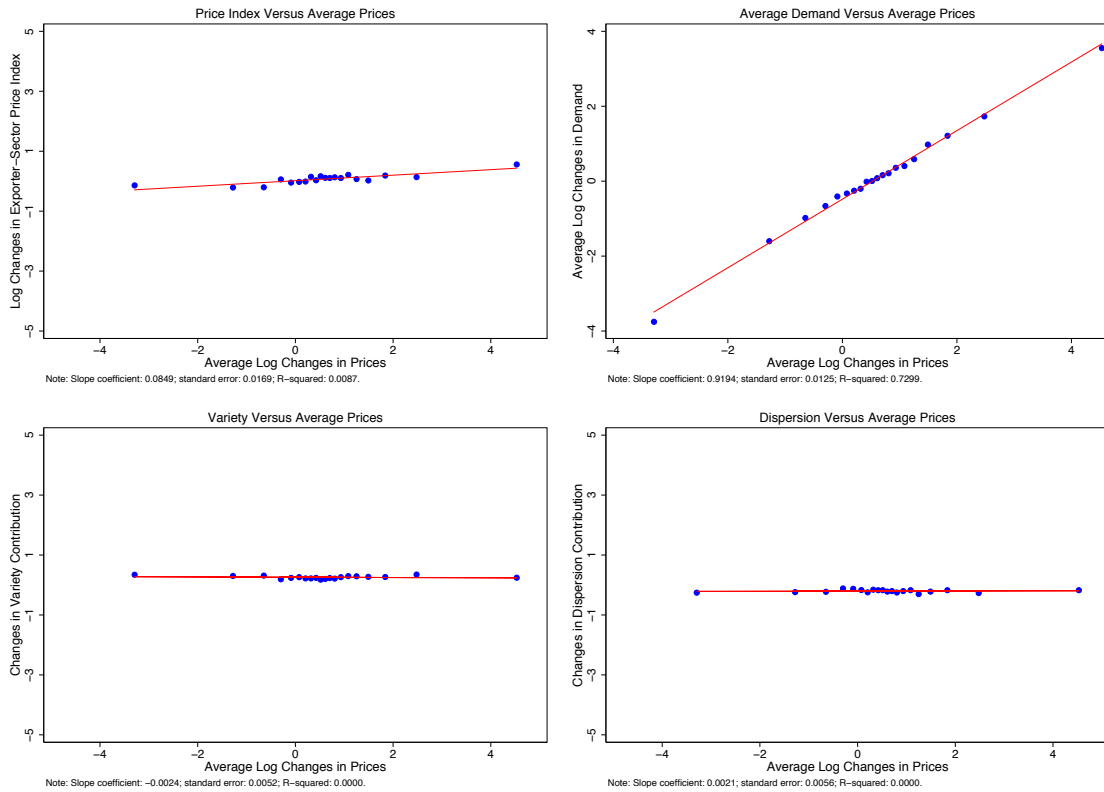 Price Index Versus Average Prices
Log Changes in Exporter−Sector Price Index
5
3
1
−1
−3
−5
−4
−2
0
2
4
Average Log Changes in Prices
Note: Slope coefficient: 0.0849; standard error: 0.0169; R−squared: 0.0087.
Average Demand Versus Average Prices
Average Log Changes in Demand
4
2
0
−2
−4
−4
−2
0
2
4
Average Log Changes in Prices
Note: Slope coefficient: 0.9194; standard error: 0.0125; R−squared: 0.7299.
Variety Versus Average Prices
Changes in Variety Contribution
5
3
1
−1
−3
−5
−4
−2
0
2
4
Average Log Changes in Prices
Note: Slope coefficient: −0.0024; standard error: 0.0052; R−squared: 0.0000.
Dispersion Versus Average Prices
Changes in Dispersion Contribution
5
3
1
−1
−3
−5
−4
−2
0
2
4
Average Log Changes in Prices
Note: Slope coefficient: 0.0021; standard error: 0.0056; R−squared: 0.0000.